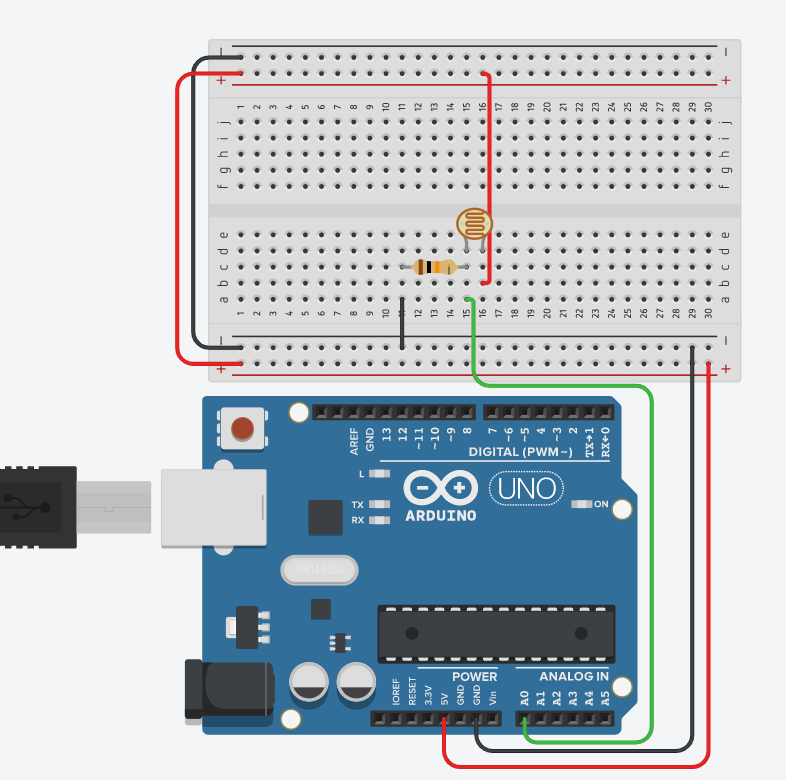 − −
+ +
1 2 3 4 5 6 7 8 9 10 11 12 13 14 15 16 17 18 19 20 21 22 23 24 25 26 27 28 29 30
j j
i i
h h
g g
f f
e e
d d
c c
b b
a a
1 2 3 4 5 6 7 8 9 10 11 12 13 14 15 16 17 18 19 20 21 22 23 24 25 26 27 28 29 30
− −
+ +
AREF GND 13 12 ~11 ~10 ~9 8 7 ~6 ~5 4 ~3 2 TX→1 RX←0
DIGITAL (PWM~)
L
TX
RX
UNO
ON
ARDUINO
POWER ANALOG IN
IOREF RESET 3.3V 5V GND GND Vin A0 A1 A2 A3 A4 A5